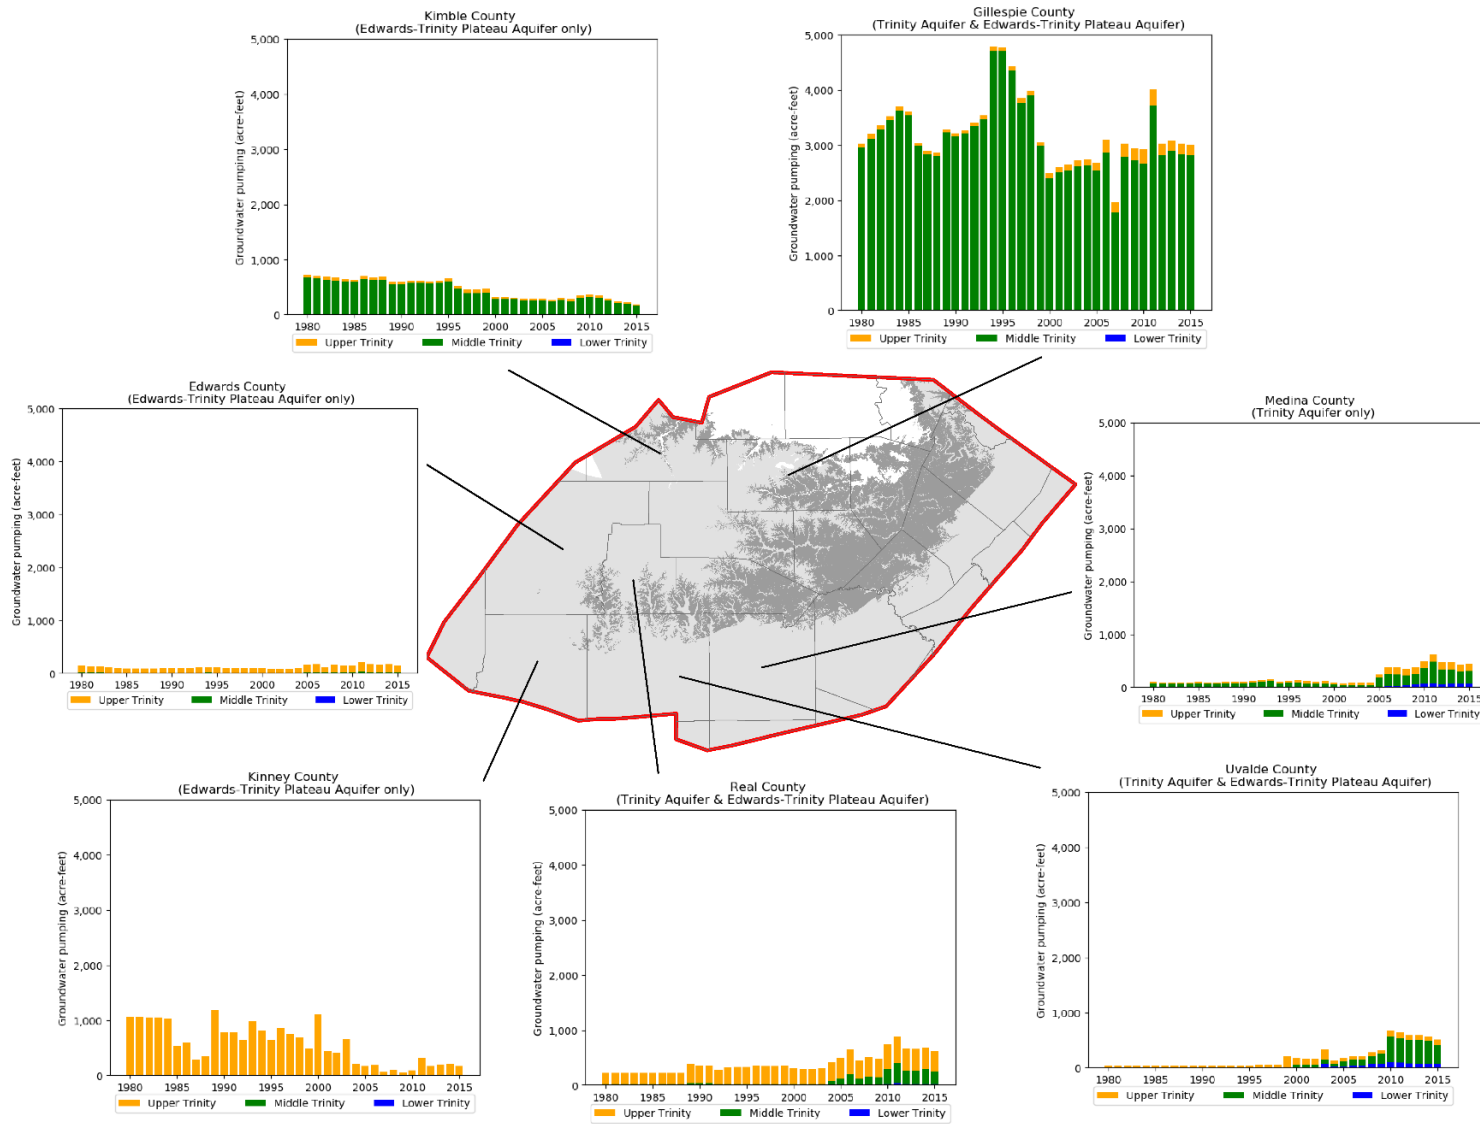 Kimble County
(Edwards-Trinity Plateau Aquifer only)
Groundwater pumping (acre-feet)
5,000
4,000
3,000
2,000
1,000
0
1980 1985 1990 1995 2000 2005 2010 2015
Upper Trinity Middle Trinity Lower Trinity
Gillespie County
(Trinity Aquifer & Edwards-Trinity Plateau Aquifer)
Groundwater pumping (acre-feet)
5,000
4,000
3,000
2,000
1,000
0
1980 1985 1990 1995 2000 2005 2010 2015
Upper Trinity Middle Trinity Lower Trinity
Edwards County
(Edwards-Trinity Plateau Aquifer only)
Groundwater pumping (acre-feet)
5,000
4,000
3,000
2,000
1,000
0
1980 1985 1990 1995 2000 2005 2010 2015
Upper Trinity Middle Trinity Lower Trinity
Medina County
(Trinity Aquifer only)
Groundwater pumping (acre-feet)
5,000
4,000
3,000
2,000
1,000
0
1980 1985 1990 1995 2000 2005 2010 2015
Upper Trinity Middle Trinity Lower Trinity
Kinney County
(Edwards-Trinity Plateau Aquifer only)
Groundwater pumping (acre-feet)
5,000
4,000
3,000
2,000
1,000
0
1980 1985 1990 1995 2000 2005 2010 2015
Upper Trinity Middle Trinity Lower Trinity
Real County
(Trinity Aquifer & Edwards-Trinity Plateau Aquifer)
Groundwater pumping (acre-feet)
5,000
4,000
3,000
2,000
1,000
0
1980 1985 1990 1995 2000 2005 2010 2015
Upper Trinity Middle Trinity Lower Trinity
Uvalde County
(Trinity Aquifer & Edwards-Trinity Plateau Aquifer)
Groundwater pumping (acre-feet)
5,000
4,000
3,000
2,000
1,000
0
1980 1985 1990 1995 2000 2005 2010 2015
Upper Trinity Middle Trinity Lower Trinity